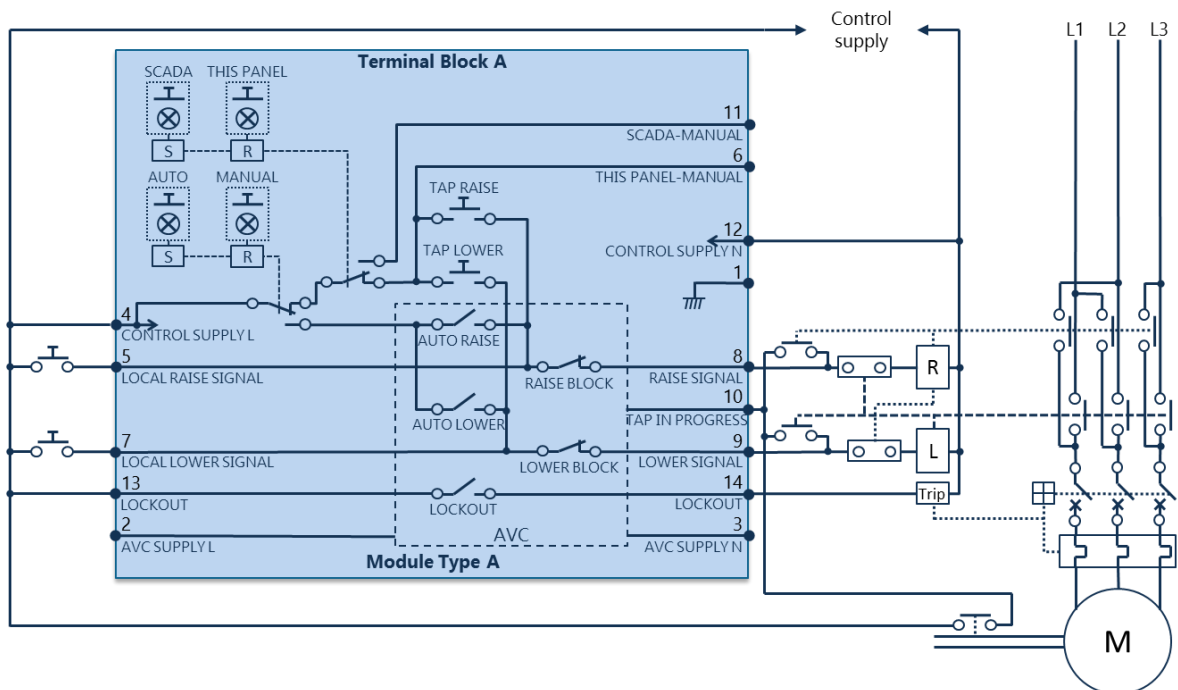 Control
supply
L1 L2 L3
Terminal Block A
SCADA THIS PANEL
S R
AUTO MANUAL
S R
11
SCADA-MANUAL
6
THIS PANEL-MANUAL
TAP RAISE
12
CONTROL SUPPLY N
TAP LOWER
1
4
CONTROL SUPPLY L
AUTO RAISE
5
LOCAL RAISE SIGNAL
RAISE BLOCK
8
RAISE SIGNAL
R
10
TAP IN PROGRESS
AUTO LOWER
7
LOCAL LOWER SIGNAL
LOWER BLOCK
9
LOWER SIGNAL
L
13
LOCKOUT
LOCKOUT
14
LOCKOUT
Trip
2
AVC SUPPLY L
AVC
3
AVC SUPPLY N
Module Type A
M